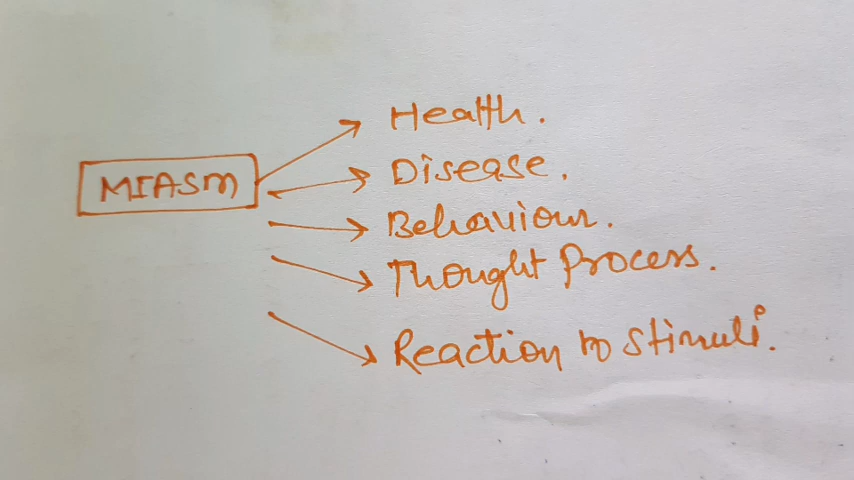 Health.
Disease.
MIASM
Behaviour.
Thought Process.
Reaction to stimuli.